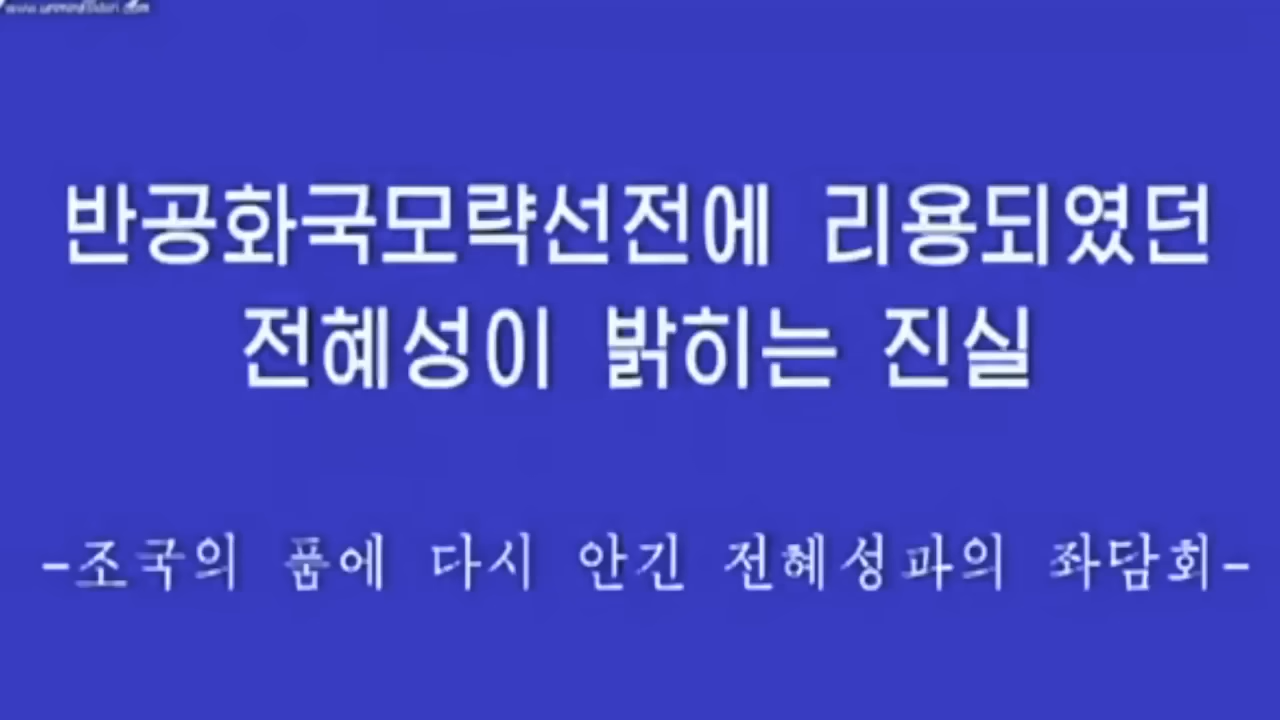 반공화국모략선전에 리용되였던
전혜성이 밝히는 진실
-조국의 품에 다시 안긴 전혜성과의 좌담회-